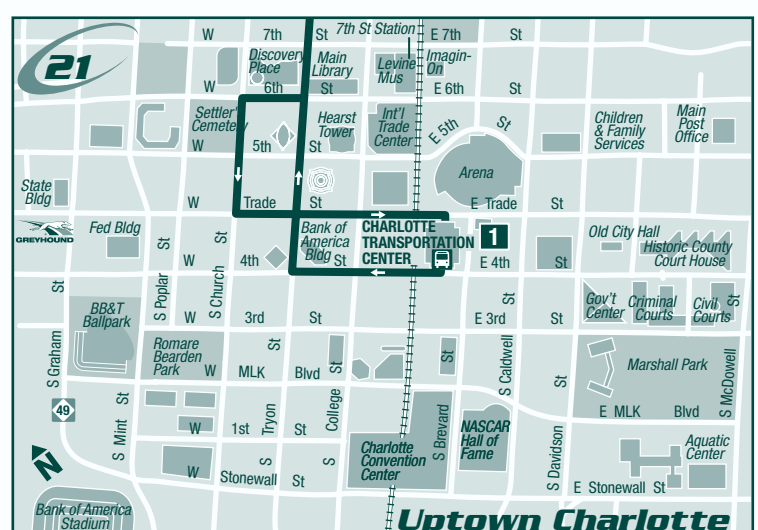 21
W 7th St
7th St Station
E 7th St
Discovery
Place
Main
Library
Levine
Mus
Imagin-
On
W 6th St
E 6th St
Settler'
Cemetery
Hearst
Tower
Int'l
Trade
Center
E 5th St
Children
& Family
Services
Main
Post
Office
W 5th St
Arena
State
Bldg
W Trade St
E Trade St
GREYHOUND
Fed Bldg
Bank of
America
Bldg
CHARLOTTE
TRANSPORTATION
CENTER
1
Old City Hall
Historic County
Court House
W 4th St
E 4th St
S Poplar St
S Church St
S Graham St
BB&T
Ballpark
Gov't
Center
Criminal
Courts
Civil
Courts
W 3rd St
E 3rd St
Romare
Bearden
Park
Marshall Park
W MLK Blvd
E MLK Blvd
S Caldwell St
S McDowell St
49
S Mint St
S Tryon St
S College St
S Brevard St
S Davidson St
W 1st St
NASCAR
Hall of
Fame
Charlotte
Convention
Center
Aquatic
Center
W Stonewall St
E Stonewall St
N
Bank of America
Stadium
Uptown Charlotte